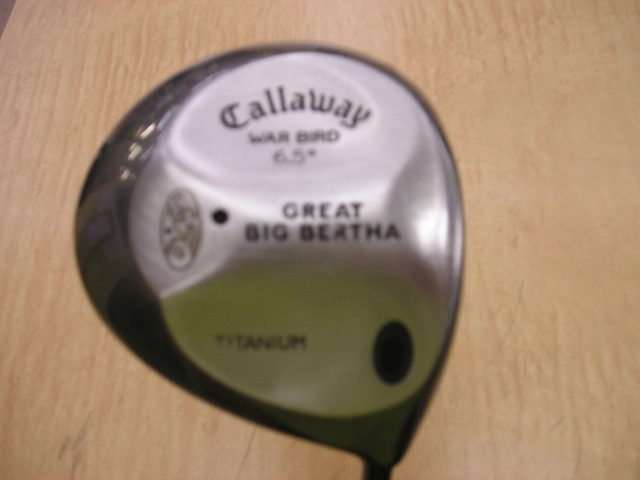 Callaway
WAR BIRD
6.5°
GREAT
BIG BERTHA
TITANIUM